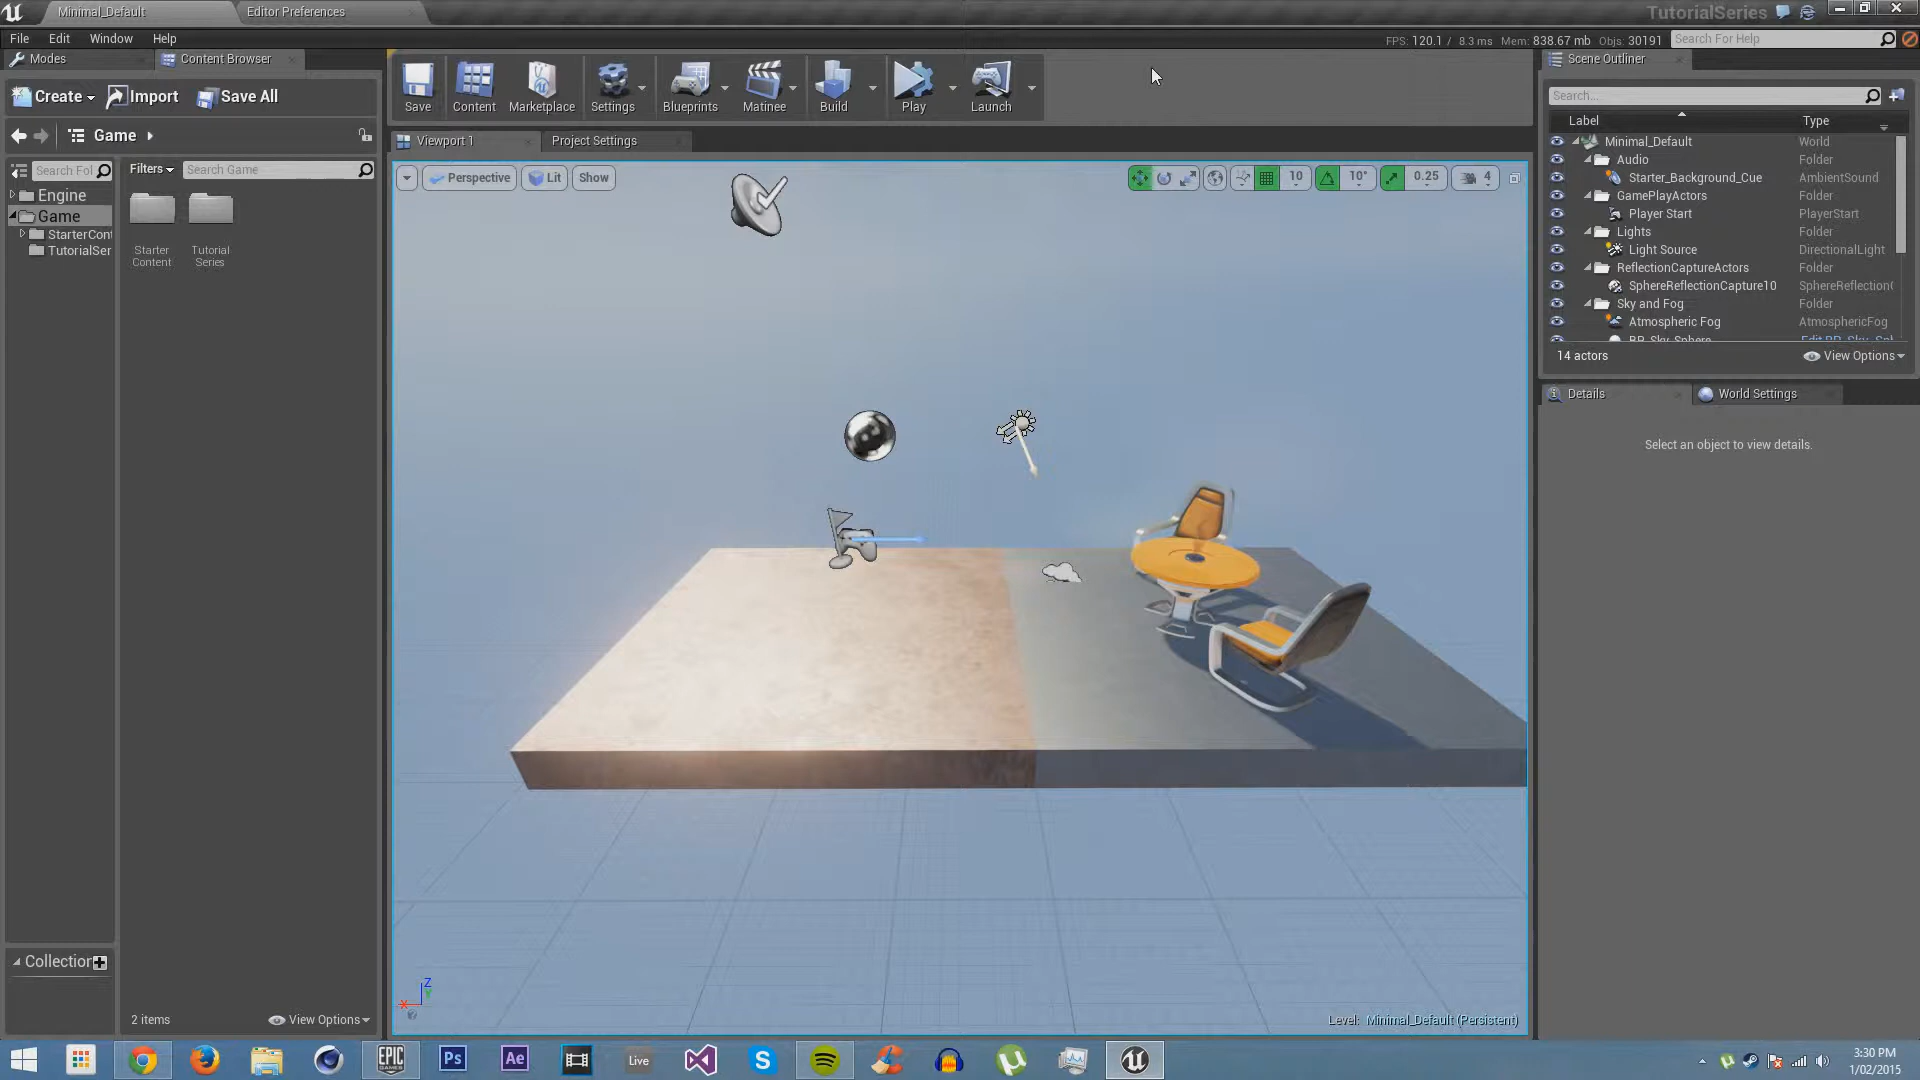 Minimal_Default
Editor Preferences
TutorialSeries
File Edit Window Help
FPS: 120.1 / 8.3 ms Mem: 838.67 mb Objs: 30191
Search For Help
Modes
Content Browser
Scene Outliner
Create
Import
Save All
Save
Content
Marketplace
Settings
Blueprints
Matinee
Build
Play
Launch
Search...
Label
Type
Game
Viewport 1
Project Settings
Minimal_Default World
Audio Folder
Starter_Background_Cue AmbientSound
GamePlayActors Folder
Player Start PlayerStart
Lights Folder
Light Source DirectionalLight
ReflectionCaptureActors Folder
SphereReflectionCapture10 SphereReflection
Sky and Fog Folder
Atmospheric Fog AtmosphericFog
14 actors
View Options
Search Fol
Filters
Search Game
Engine
Game
StarterCont
TutorialSer
Starter
Content
Tutorial
Series
Perspective
Lit
Show
10
10°
0.25
4
Details
World Settings
Select an object to view details.
Collection
2 items
View Options
Z
Y
X
Level: Minimal_Default (Persistent)
EPIC
GAMES
Ps
Ae
Live
3:30 PM
1/02/2015